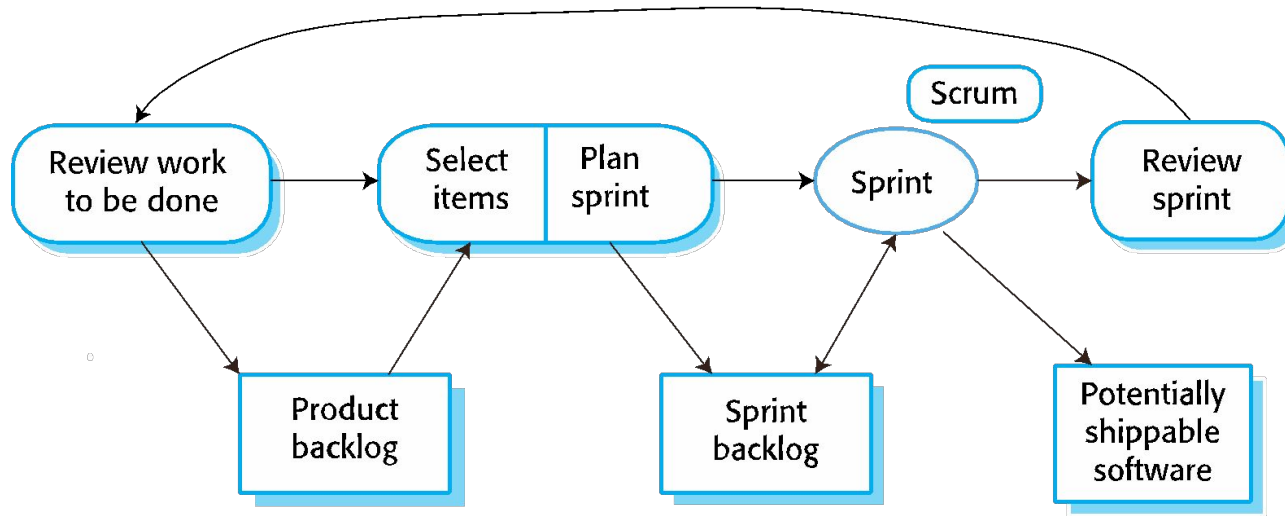 Scrum
Review work
to be done
Select
items
Plan
sprint
Sprint
Review
sprint
Product
backlog
Sprint
backlog
Potentially
shippable
software